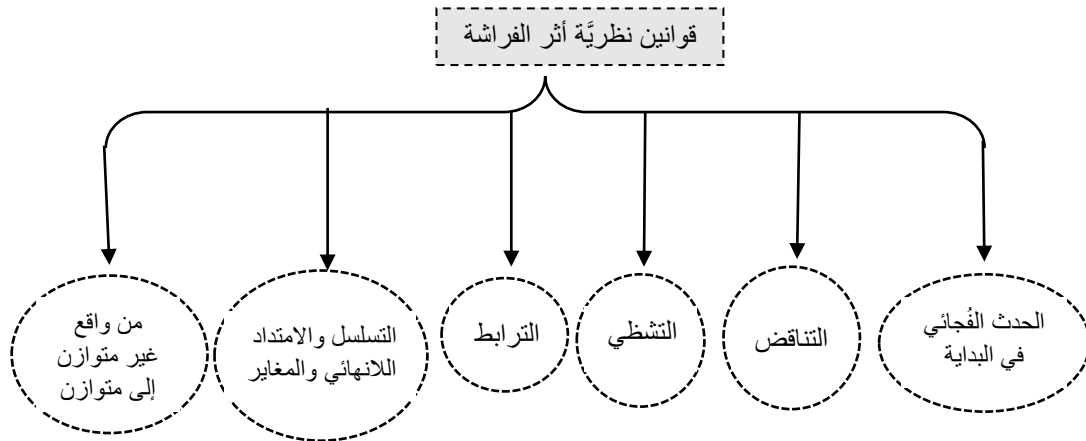 قوانين نظريَّة أثر الفراشة
الحدث الفُجائي
في البداية
التناقض
التشظي
الترابط
التسلسل والامتداد
اللانهائي والمغاير
من واقع
غير متوازن
إلى متوازن